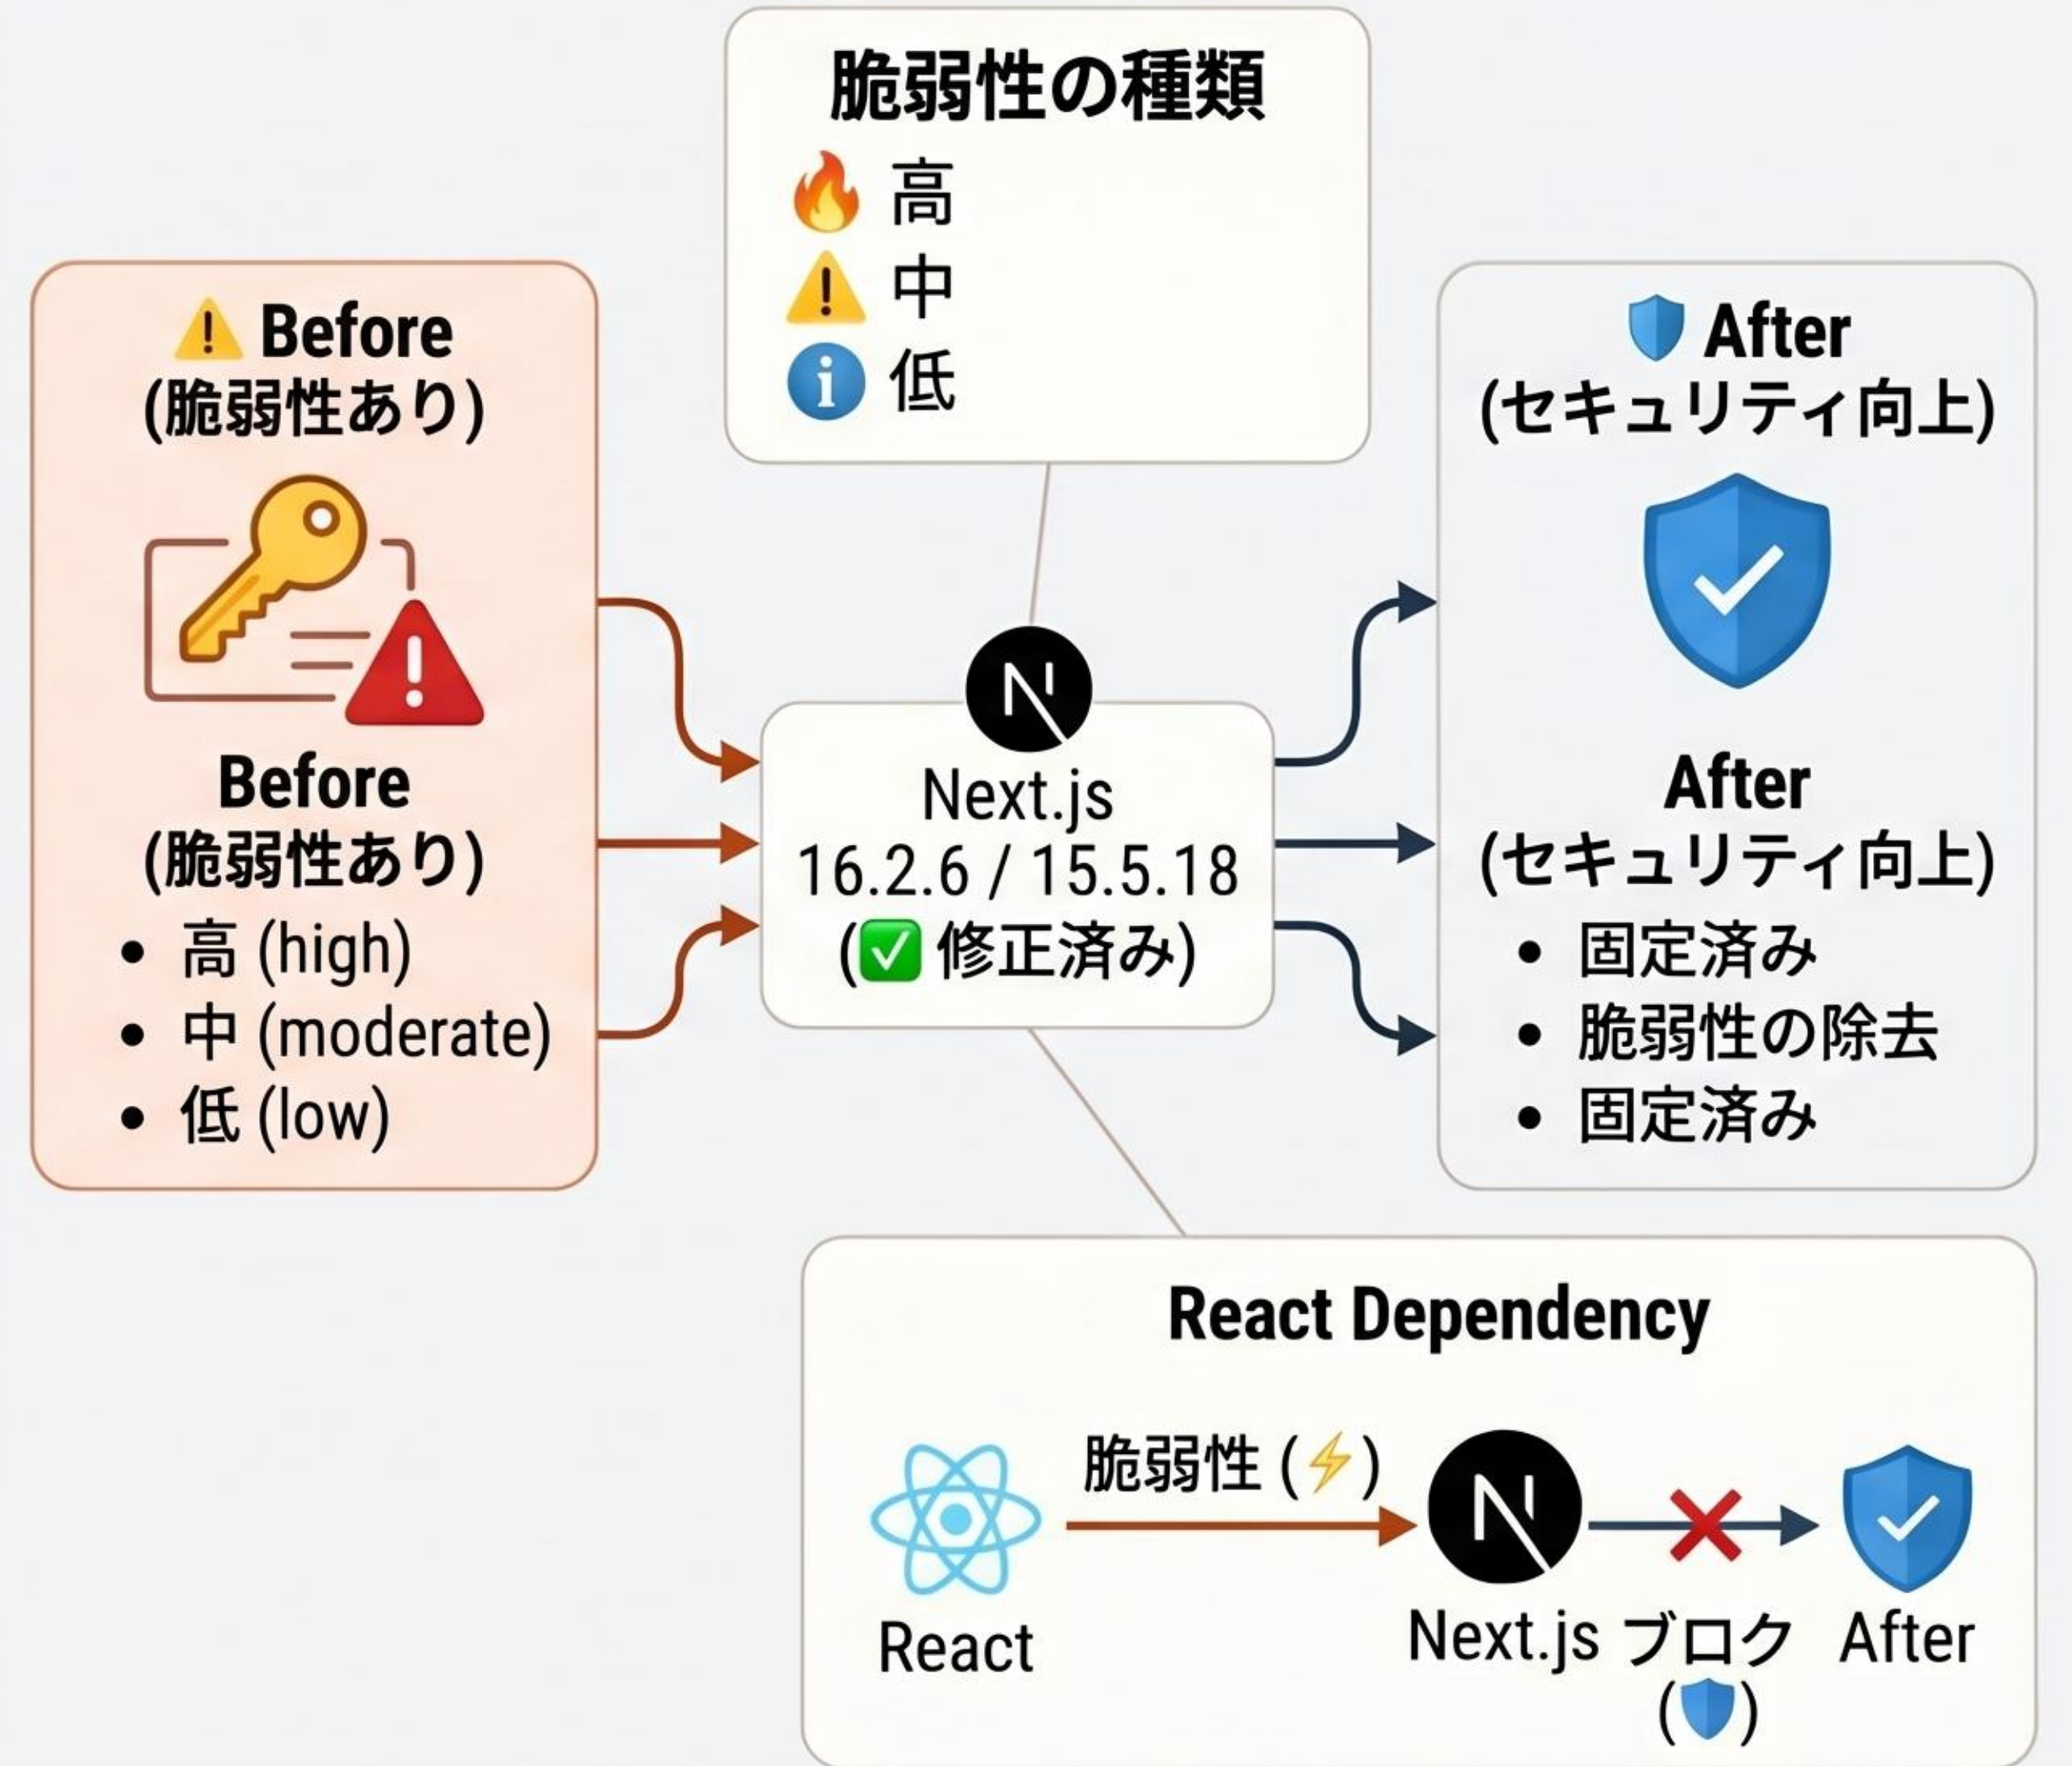 脆弱性の種類
🔥 高
⚠️ 中
ℹ️ 低
⚠️ Before
(脆弱性あり)
Before
(脆弱性あり)
• 高 (high)
• 中 (moderate)
• 低 (low)
Next.js
16.2.6 / 15.5.18
(✅ 修正済み)
🛡️ After
(セキュリティ向上)
After
(セキュリティ向上)
• 固定済み
• 脆弱性の除去
• 固定済み
React Dependency
脆弱性 (⚡)
React
Next.js
ブロク
(🛡️)
After